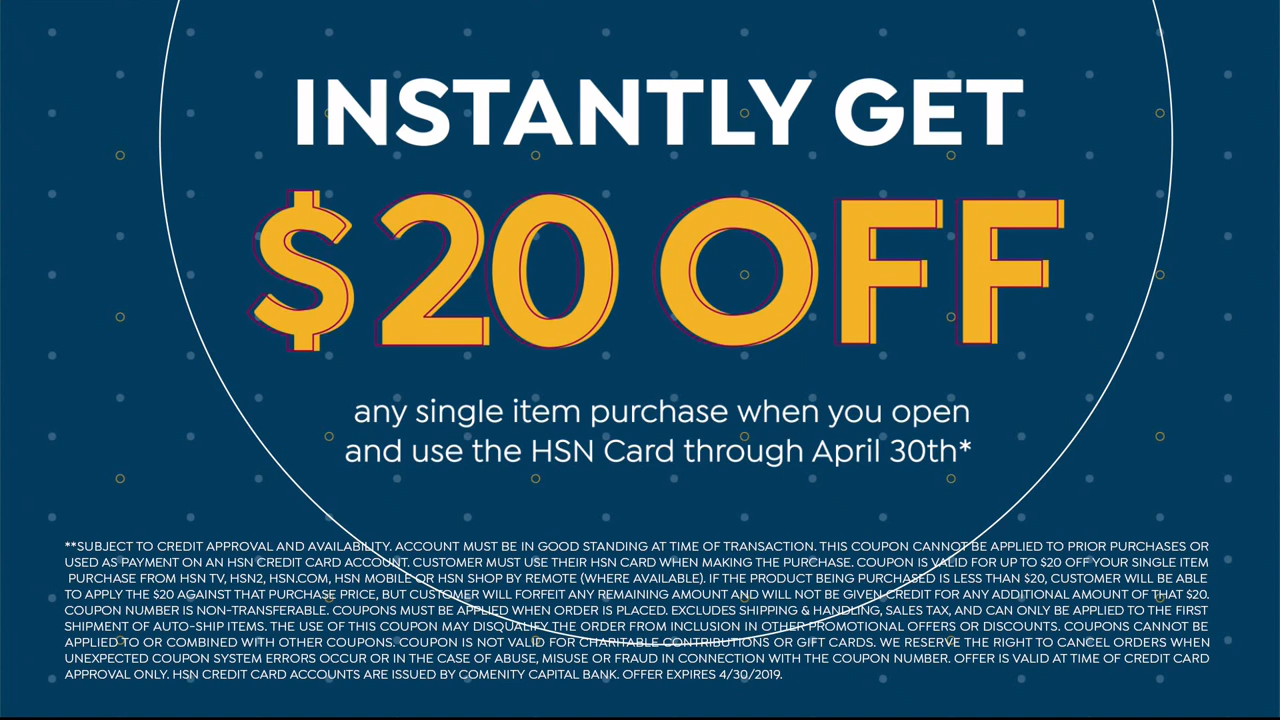 INSTANTLY GET
$20 OFF
any single item purchase when you open
and use the HSN Card through April 30th*
**SUBJECT TO CREDIT APPROVAL AND AVAILABILITY. ACCOUNT MUST BE IN GOOD STANDING AT TIME OF TRANSACTION. THIS COUPON CANNOT BE APPLIED TO PRIOR PURCHASES OR
USED AS PAYMENT ON AN HSN CREDIT CARD ACCOUNT. CUSTOMER MUST USE THEIR HSN CARD WHEN MAKING THE PURCHASE. COUPON IS VALID FOR UP TO $20 OFF YOUR SINGLE ITEM
PURCHASE FROM HSN TV, HSN2, HSN.COM, HSN MOBILE OR HSN SHOP BY REMOTE (WHERE AVAILABLE). IF THE PRODUCT BEING PURCHASED IS LESS THAN $20, CUSTOMER WILL BE ABLE
TO APPLY THE $20 AGAINST THAT PURCHASE PRICE, BUT CUSTOMER WILL FORFEIT ANY REMAINING AMOUNT AND WILL NOT BE GIVEN CREDIT FOR ANY ADDITIONAL AMOUNT OF THAT $20.
COUPON NUMBER IS NON-TRANSFERABLE. COUPONS MUST BE APPLIED WHEN ORDER IS PLACED. EXCLUDES SHIPPING & HANDLING, SALES TAX, AND CAN ONLY BE APPLIED TO THE FIRST
SHIPMENT OF AUTO-SHIP ITEMS. THE USE OF THIS COUPON MAY DISQUALIFY THE ORDER FROM INCLUSION IN OTHER PROMOTIONAL OFFERS OR DISCOUNTS. COUPONS CANNOT BE
APPLIED TO OR COMBINED WITH OTHER COUPONS. COUPON IS NOT VALID FOR CHARITABLE CONTRIBUTIONS OR GIFT CARDS. WE RESERVE THE RIGHT TO CANCEL ORDERS WHEN
UNEXPECTED COUPON SYSTEM ERRORS OCCUR OR IN THE CASE OF ABUSE, MISUSE OR FRAUD IN CONNECTION WITH THE COUPON NUMBER. OFFER IS VALID AT TIME OF CREDIT CARD
APPROVAL ONLY. HSN CREDIT CARD ACCOUNTS ARE ISSUED BY COMENITY CAPITAL BANK. OFFER EXPIRES 4/30/2019.